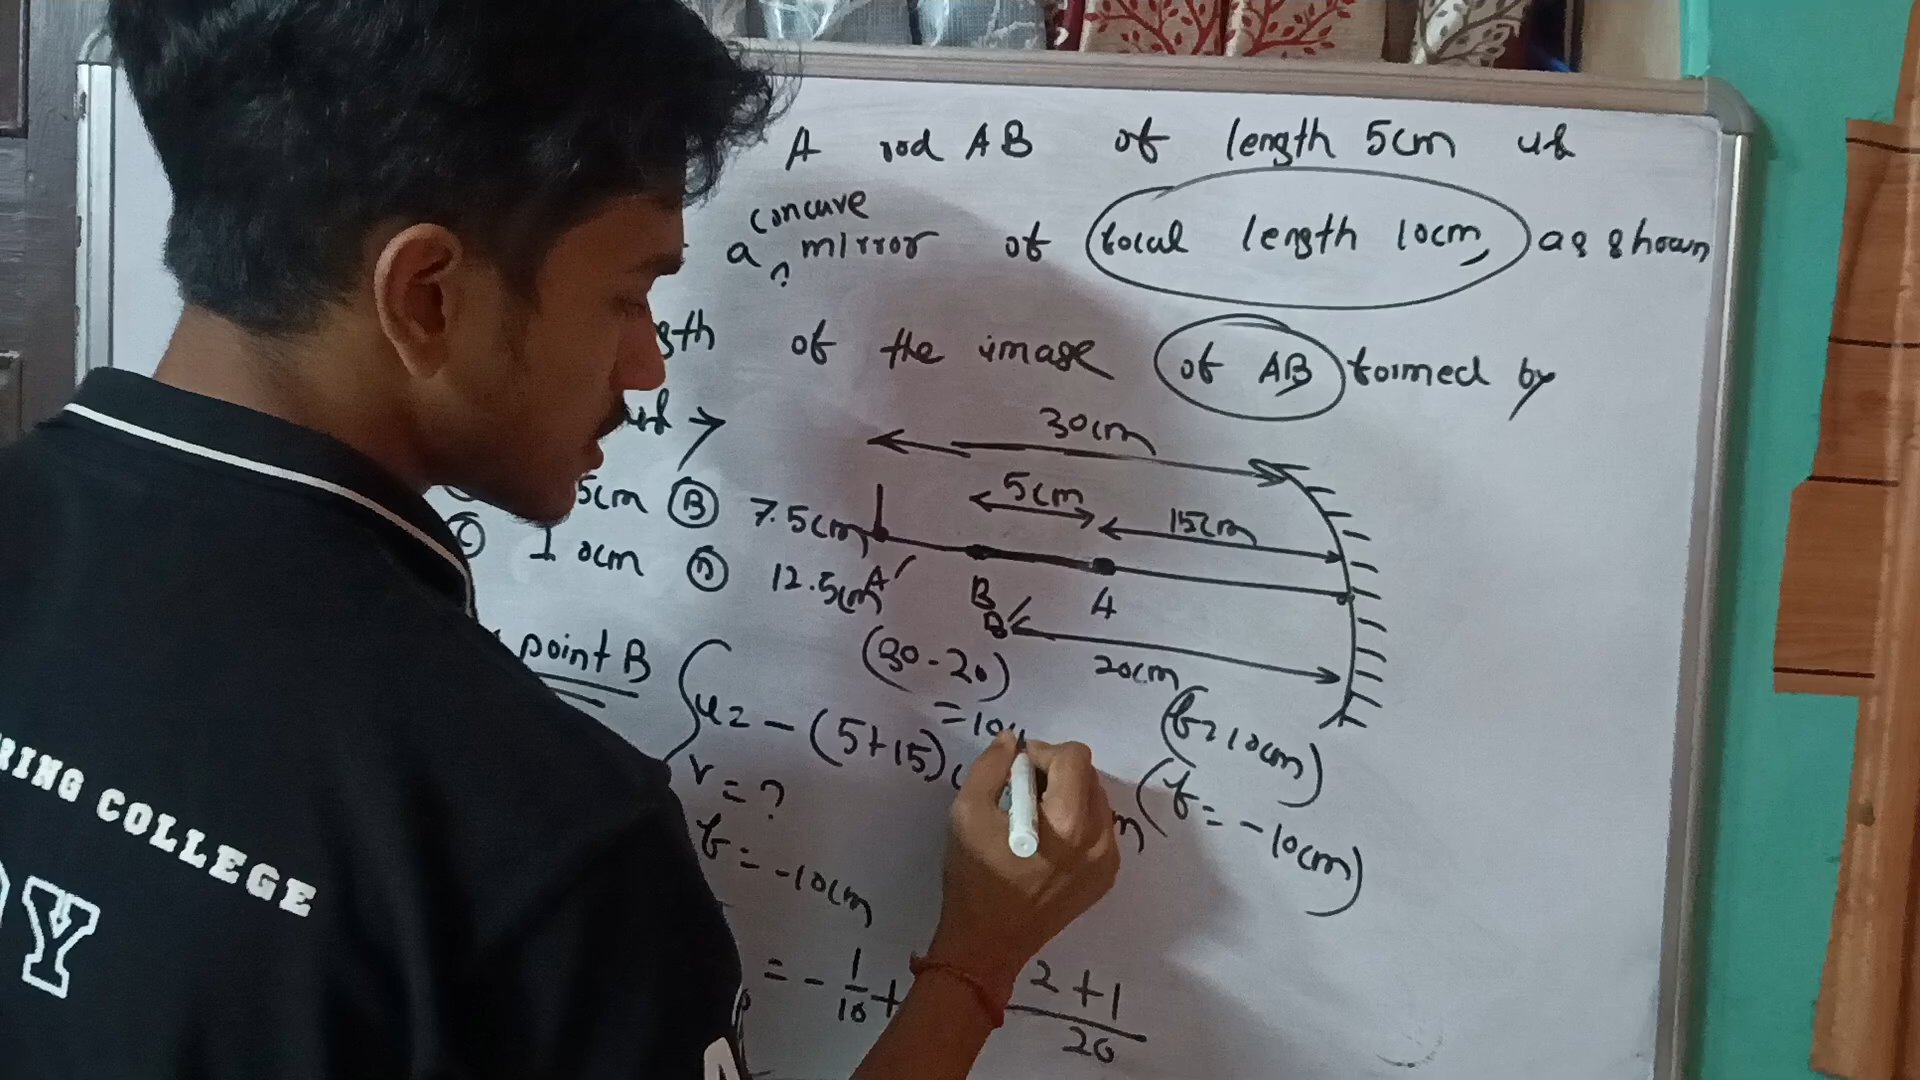 A rod AB of length 5cm
concave
a mirror of focal length 10cm, as shown
gth of the image of AB formed by
30cm
5cm
15cm
5cm (B) 7.5cm
(C) 10cm (D) 12.5cm
A'
B A
B'
20cm
point B
(30-20)
=10
u= -(5+15)
(f=10cm)
v=?
(f=-10cm)
f=-10cm
= -1/10 +
2+1/20
RING COLLEGE
OY